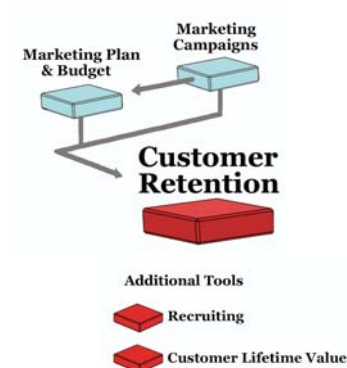 Marketing
Campaigns
Marketing Plan
& Budget
Customer
Retention
Additional Tools
Recruiting
Customer Lifetime Value